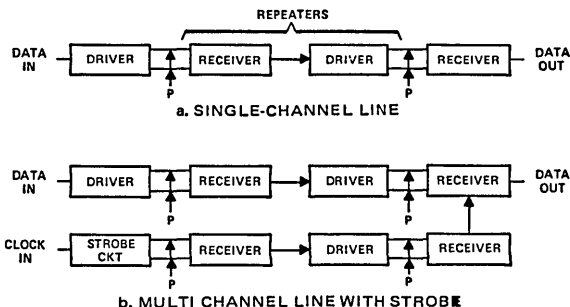 REPEATERS
DATA IN
DRIVER
RECEIVER
DRIVER
RECEIVER
DATA OUT
P
P
a. SINGLE-CHANNEL LINE
DATA IN
DRIVER
RECEIVER
DRIVER
RECEIVER
DATA OUT
P
P
CLOCK IN
STROBE CKT
RECEIVER
DRIVER
RECEIVER
P
P
b. MULTI CHANNEL LINE WITH STROBE